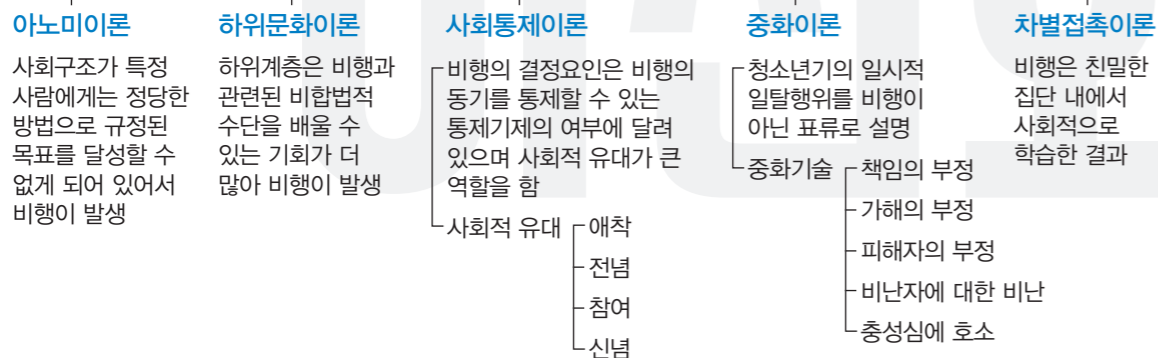 아노미이론
사회구조가 특정
사람에게는 정당한
방법으로 규정된
목표를 달성할 수
없게 되어 있어서
비행이 발생
하위문화이론
하위계층은 비행과
관련된 비합법적
수단을 배울 수
있는 기회가 더
많아 비행이 발생
사회통제이론
비행의 결정요인은 비행의
동기를 통제할 수 있는
통제기제의 여부에 달려
있으며 사회적 유대가 큰
역할을 함
사회적 유대
애착
전념
참여
신념
중화이론
청소년기의 일시적
일탈행위를 비행이
아닌 표류로 설명
중화기술
책임의 부정
가해의 부정
피해자의 부정
비난자에 대한 비난
충성심에 호소
차별접촉이론
비행은 친밀한
집단 내에서
사회적으로
학습한 결과